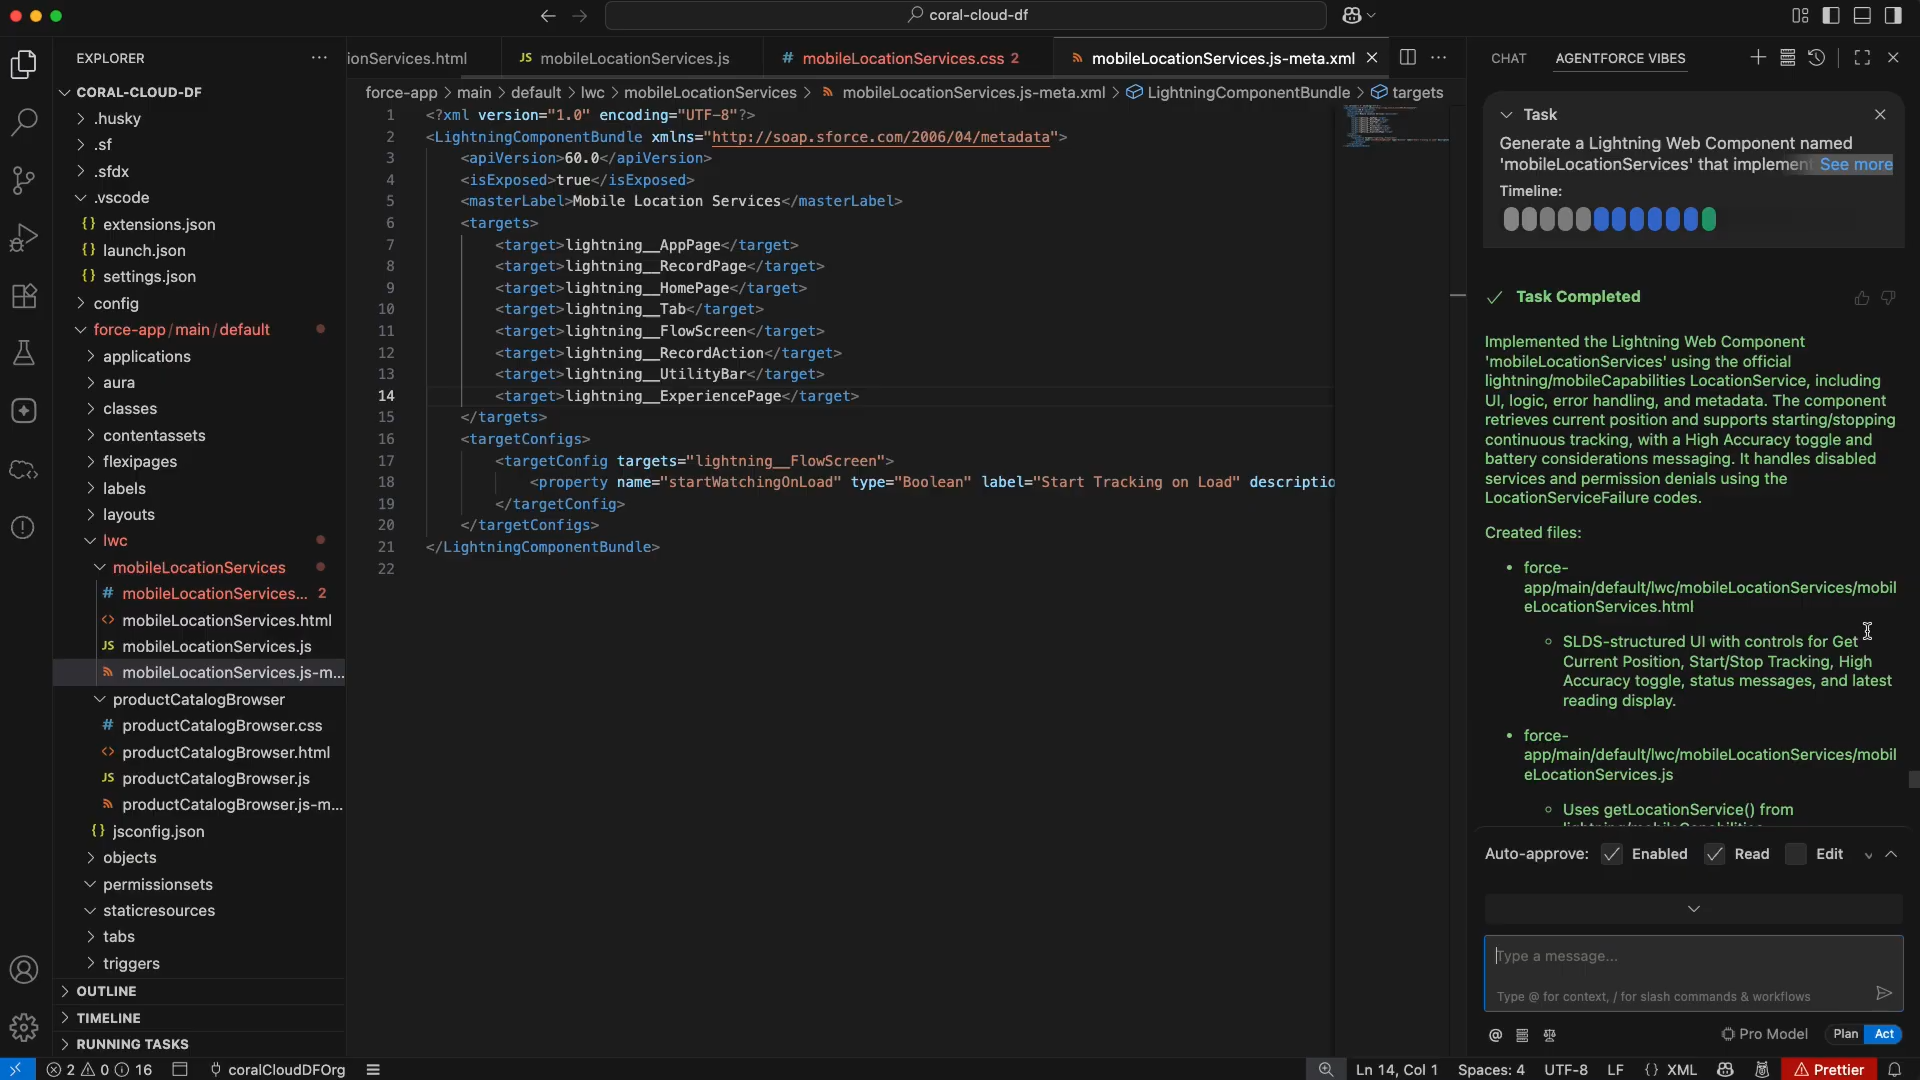 coral-cloud-df
EXPLORER
ionServices.html
mobileLocationServices.js
mobileLocationServices.css 2
mobileLocationServices.js-meta.xml
CHAT
AGENTFORCE VIBES
CORAL-CLOUD-DF
.husky
.sf
.sfdx
.vscode
extensions.json
launch.json
settings.json
config
force-app/main/default
applications
aura
classes
contentassets
flexipages
labels
layouts
lwc
mobileLocationServices
mobileLocationServices... 2
mobileLocationServices.html
mobileLocationServices.js
mobileLocationServices.js-m...
productCatalogBrowser
productCatalogBrowser.css
productCatalogBrowser.html
productCatalogBrowser.js
productCatalogBrowser.js-m...
jsconfig.json
objects
permissionsets
staticresources
tabs
triggers
OUTLINE
TIMELINE
RUNNING TASKS
force-app > main > default > lwc > mobileLocationServices > mobileLocationServices.js-meta.xml > LightningComponentBundle > targets
1 <?xml version="1.0" encoding="UTF-8"?>
2 <LightningComponentBundle xmlns="http://soap.sforce.com/2006/04/metadata">
3 <apiVersion>60.0</apiVersion>
4 <isExposed>true</isExposed>
5 <masterLabel>Mobile Location Services</masterLabel>
6 <targets>
7 <target>lightning__AppPage</target>
8 <target>lightning__RecordPage</target>
9 <target>lightning__HomePage</target>
10 <target>lightning__Tab</target>
11 <target>lightning__FlowScreen</target>
12 <target>lightning__RecordAction</target>
13 <target>lightning__UtilityBar</target>
14 <target>lightning__ExperiencePage</target>
15 </targets>
16 <targetConfigs>
17 <targetConfig targets="lightning__FlowScreen">
18 <property name="startWatchingOnLoad" type="Boolean" label="Start Tracking on Load" descriptio
19 </targetConfig>
20 </targetConfigs>
21 </LightningComponentBundle>
22
Task
Generate a Lightning Web Component named
'mobileLocationServices' that implemen See more
Timeline:
Task Completed
Implemented the Lightning Web Component
'mobileLocationServices' using the official
lightning/mobileCapabilities LocationService, including
UI, logic, error handling, and metadata. The component
retrieves current position and supports starting/stopping
continuous tracking, with a High Accuracy toggle and
battery considerations messaging. It handles disabled
services and permission denials using the
LocationServiceFailure codes.
Created files:
• force-
app/main/default/lwc/mobileLocationServices/mobil
eLocationServices.html
SLDS-structured UI with controls for Get
Current Position, Start/Stop Tracking, High
Accuracy toggle, status messages, and latest
reading display.
• force-
app/main/default/lwc/mobileLocationServices/mobil
eLocationServices.js
Uses getLocationService() from
Auto-approve: Enabled Read Edit
Type a message...
Type @ for context, / for slash commands & workflows
@
Pro Model
Plan Act
2 0 16
coralCloudDFOrg
Ln 14, Col 1
Spaces: 4
UTF-8
LF
{} XML
Prettier